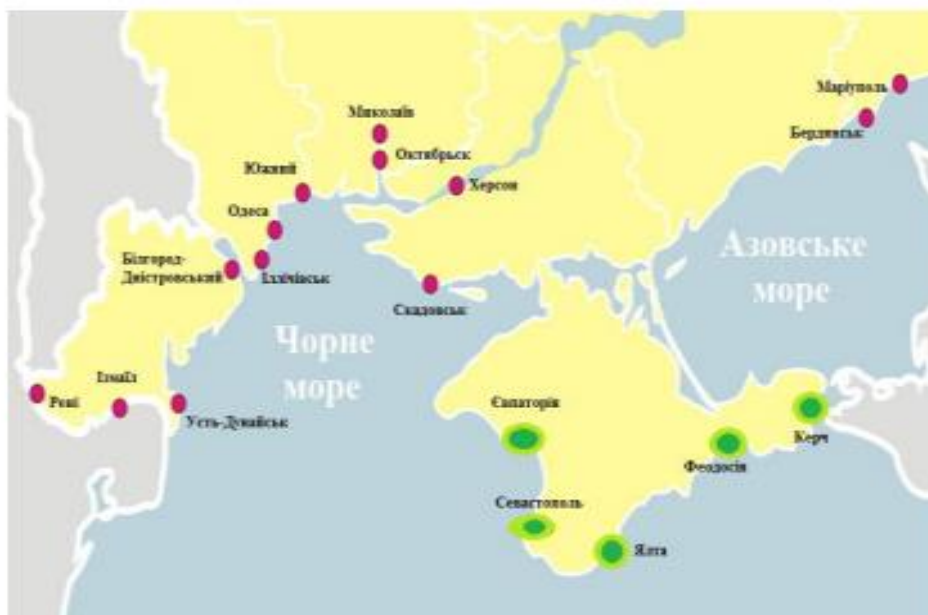 Маріуполь
Миколаїв
Бердянськ
Октябрьск
Южний
Херсон
Одеса
Азовське
море
Білгород-
Дністровський
Іллічівськ
Скадовськ
Чорне
море
Ізмаїл
Рені
Усть-Дунайськ
Євпаторія
Керч
Феодосія
Севастополь
Ялта